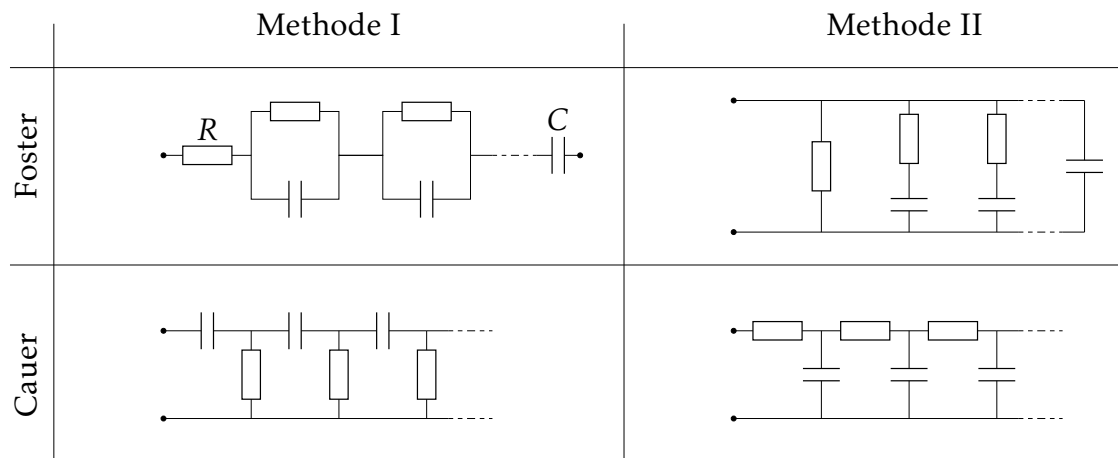 Methode I
Methode II
Foster
R
C
Cauer